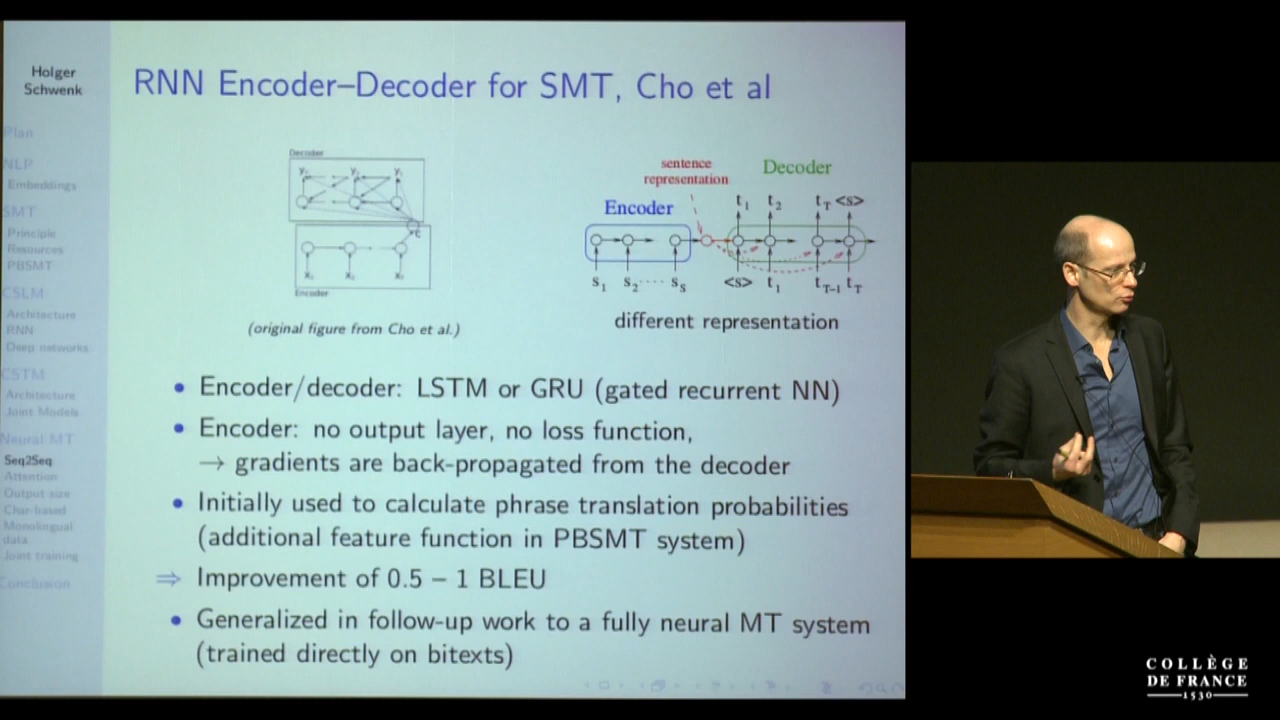 Holger
Schwenk
Plan
NLP
Embeddings
SMT
Principle
Resources
PBSMT
CSLM
Architecture
RNN
Deep networks
CSTM
Architecture
Joint Models
Neural MT
Seq2Seq
Attention
Output size
Char-based
Monolingual
data
Joint training
Conclusion
RNN Encoder–Decoder for SMT, Cho et al
Decoder
Encoder
(original figure from Cho et al.)
sentence
representation
Decoder
Encoder
t1 t2 tT <s>
s1 s2 ···· sS <s> t1 tT−1 tT
different representation
• Encoder/decoder: LSTM or GRU (gated recurrent NN)
• Encoder: no output layer, no loss function,
→ gradients are back-propagated from the decoder
• Initially used to calculate phrase translation probabilities
(additional feature function in PBSMT system)
⇒ Improvement of 0.5 – 1 BLEU
• Generalized in follow-up work to a fully neural MT system
(trained directly on bitexts)
COLLÈGE
DE FRANCE
1530